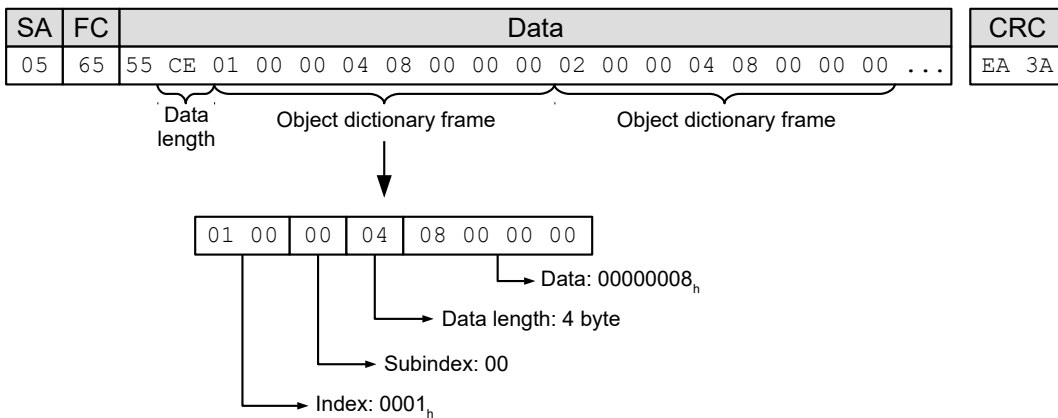 SA FC Data CRC
05 65 55 CE 01 00 00 04 08 00 00 00 02 00 00 04 08 00 00 00 ... EA 3A
Data
length
Object dictionary frame
Object dictionary frame
01 00 00 04 08 00 00 00
Data: 00000008h
Data length: 4 byte
Subindex: 00
Index: 0001h